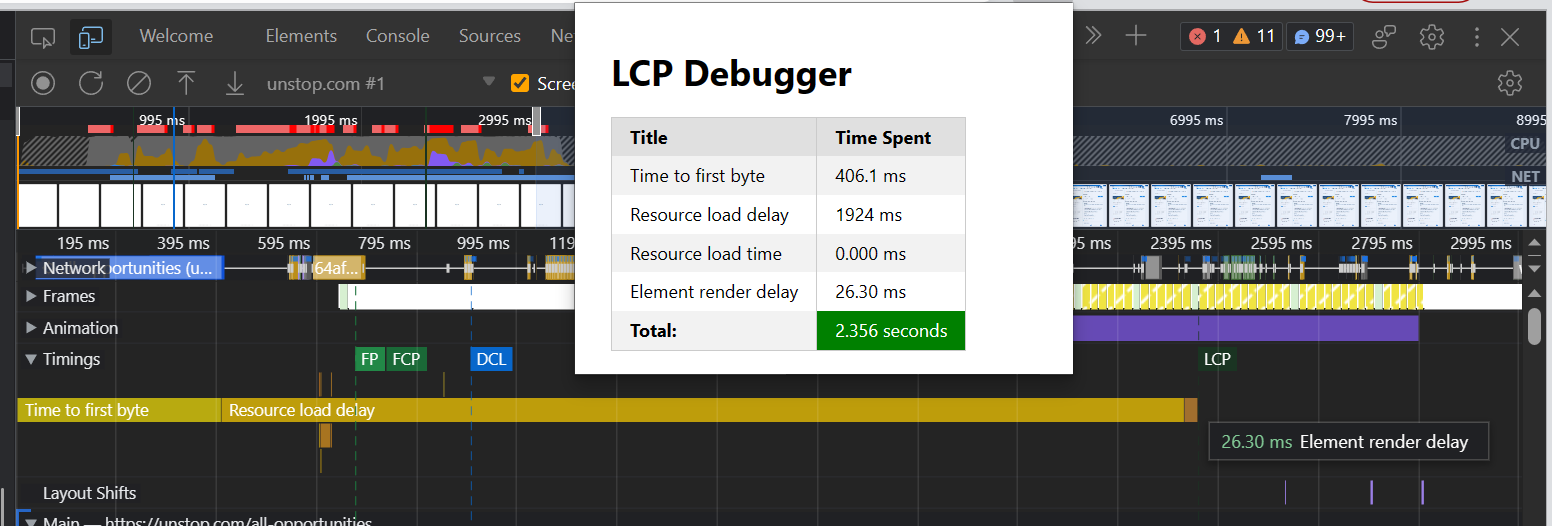 Welcome Elements Console Sources Ne 1 11 99+
unstop.com #1 Scree
995 ms 1995 ms 2995 ms 6995 ms 7995 ms 8995
CPU
NET
195 ms 395 ms 595 ms 795 ms 995 ms 119 95 ms 2395 ms 2595 ms 2795 ms 2995 ms
Network ortunities (u... 64af...
Frames
Animation
Timings FP FCP DCL LCP
Time to first byte Resource load delay
26.30 ms Element render delay
Layout Shifts
Main — https://unstop.com/all-opportunities
LCP Debugger
Title Time Spent
Time to first byte 406.1 ms
Resource load delay 1924 ms
Resource load time 0.000 ms
Element render delay 26.30 ms
Total: 2.356 seconds